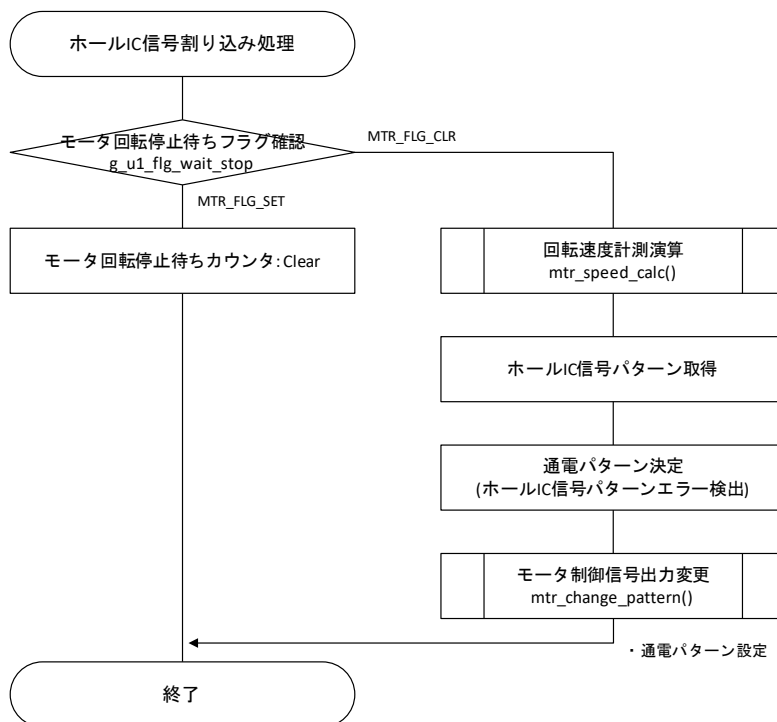 ホールIC信号割り込み処理
モータ回転停止待ちフラグ確認
g_u1_flg_wait_stop
MTR_FLG_CLR
MTR_FLG_SET
モータ回転停止待ちカウンタ：Clear
回転速度計測演算
mtr_speed_calc()
ホールIC信号パターン取得
通電パターン決定
(ホールIC信号パターンエラー検出)
モータ制御信号出力変更
mtr_change_pattern()
・通電パターン設定
終了